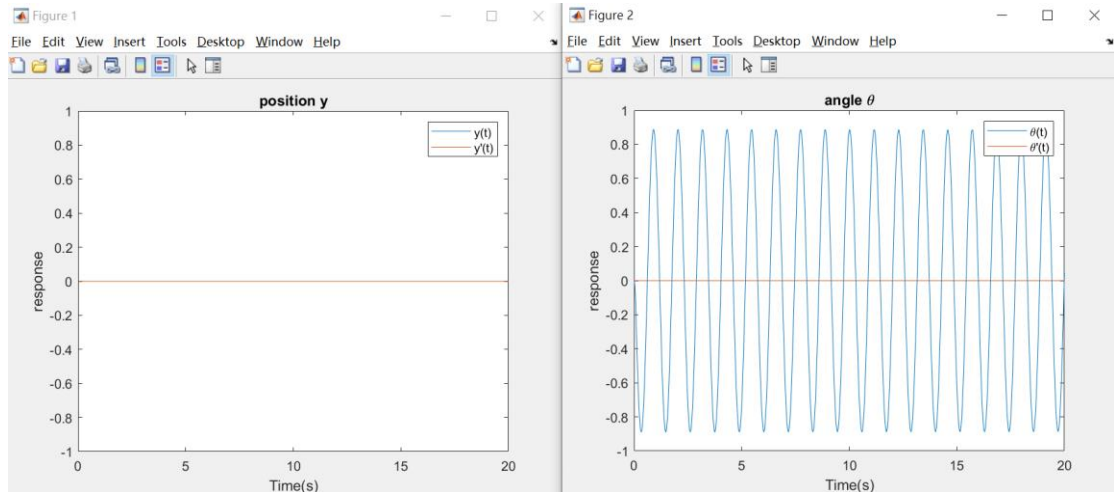 Figure 1
File Edit View Insert Tools Desktop Window Help
position y
1
0.8
0.6
0.4
0.2
0
-0.2
-0.4
-0.6
-0.8
-1
response
y(t)
y'(t)
0 5 10 15 20
Time(s)
Figure 2
File Edit View Insert Tools Desktop Window Help
angle θ
1
0.8
0.6
0.4
0.2
0
-0.2
-0.4
-0.6
-0.8
-1
response
θ(t)
θ'(t)
0 5 10 15 20
Time(s)